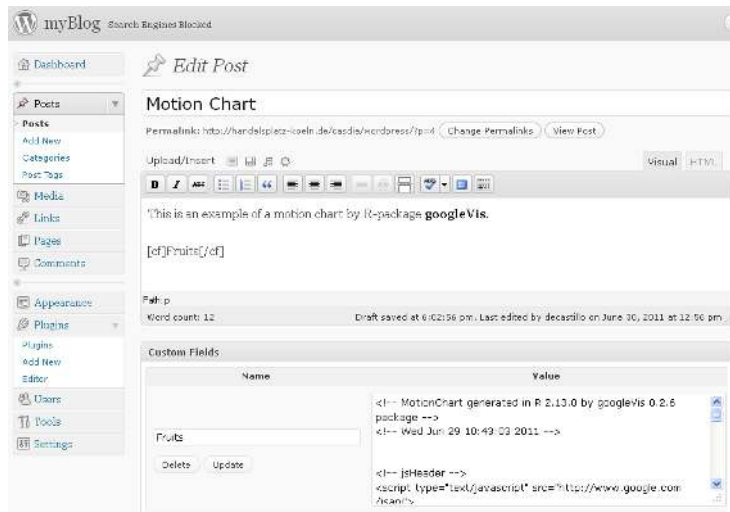 myBlog Search Engines Blocked
Dashboard
Posts
Posts
Add New
Categories
Post Tags
Media
Links
Pages
Comments
Appearance
Plugins
Plugins
Add New
Editor
Users
Tools
Settings
Edit Post
Motion Chart
Permalink: http://handelsplatz-koeln.de/casdie/wordpress/?p=4 Change Permalinks View Post
Upload/Insert Visual HTML
B I ABC
This is an example of a motion chart by R-package googleVis.
[cf]Fruits[/cf]
Path: p
Word count: 12 Draft saved at 6:02:56 pm. Last edited by decastillo on June 30, 2011 at 12:56 pm
Custom Fields
Name Value
Fruits
Delete Update
<!-- MotionChart generated in R 2.13.0 by googleVis 0.2.6
package -->
<!-- Wed Jun 29 10:43:03 2011 -->
<!-- jsHeader -->
<script type="text/javascript" src="http://www.google.com
/jsapi">